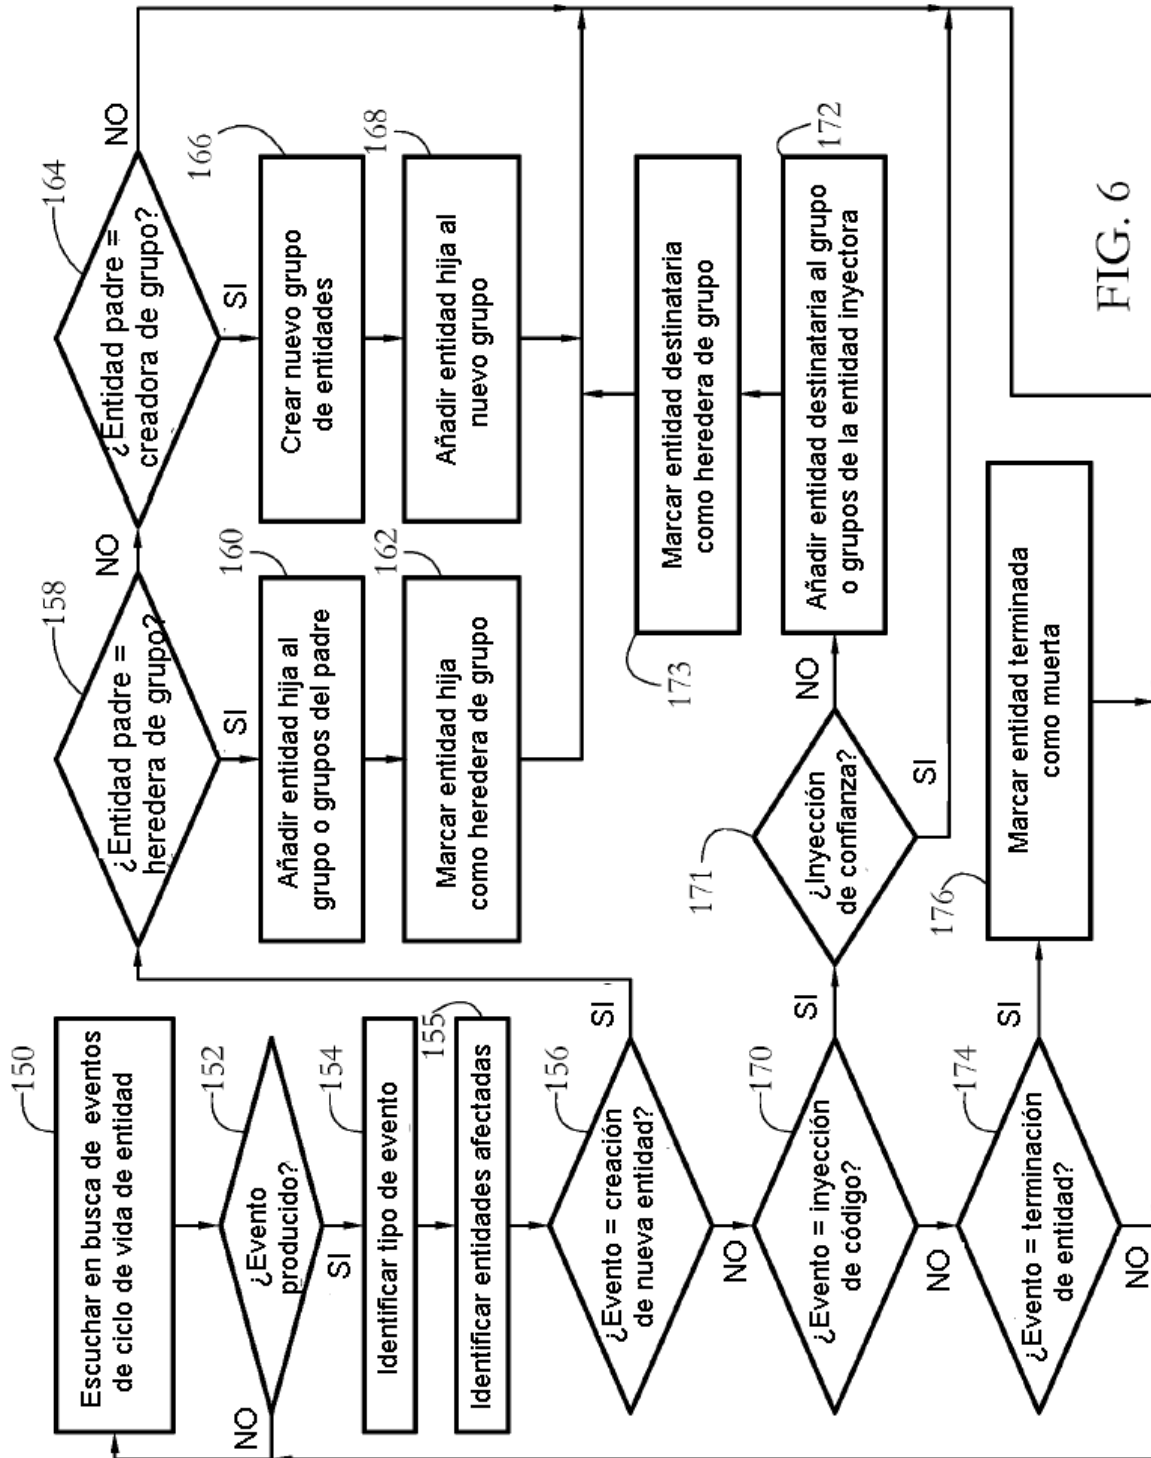 150
Escuchar en busca de eventos
de ciclo de vida de entidad
152
¿Evento
producido?
NO
SI
154
Identificar tipo de evento
155
Identificar entidades afectadas
156
¿Evento = creación
de nueva entidad?
SI
NO
170
¿Evento = inyección
de código?
SI
NO
174
¿Evento = terminación
de entidad?
SI
NO
158
¿Entidad padre =
heredera de grupo?
NO
SI
160
Añadir entidad hija al
grupo o grupos del padre
162
Marcar entidad hija
como heredera de grupo
164
¿Entidad padre =
creadora de grupo?
NO
SI
166
Crear nuevo grupo
de entidades
168
Añadir entidad hija al
nuevo grupo
171
¿Inyección
de confianza?
NO
SI
173
Marcar entidad destinataria
como heredera de grupo
172
Añadir entidad destinataria al grupo
o grupos de la entidad inyectora
176
Marcar entidad terminada
como muerta
FIG. 6